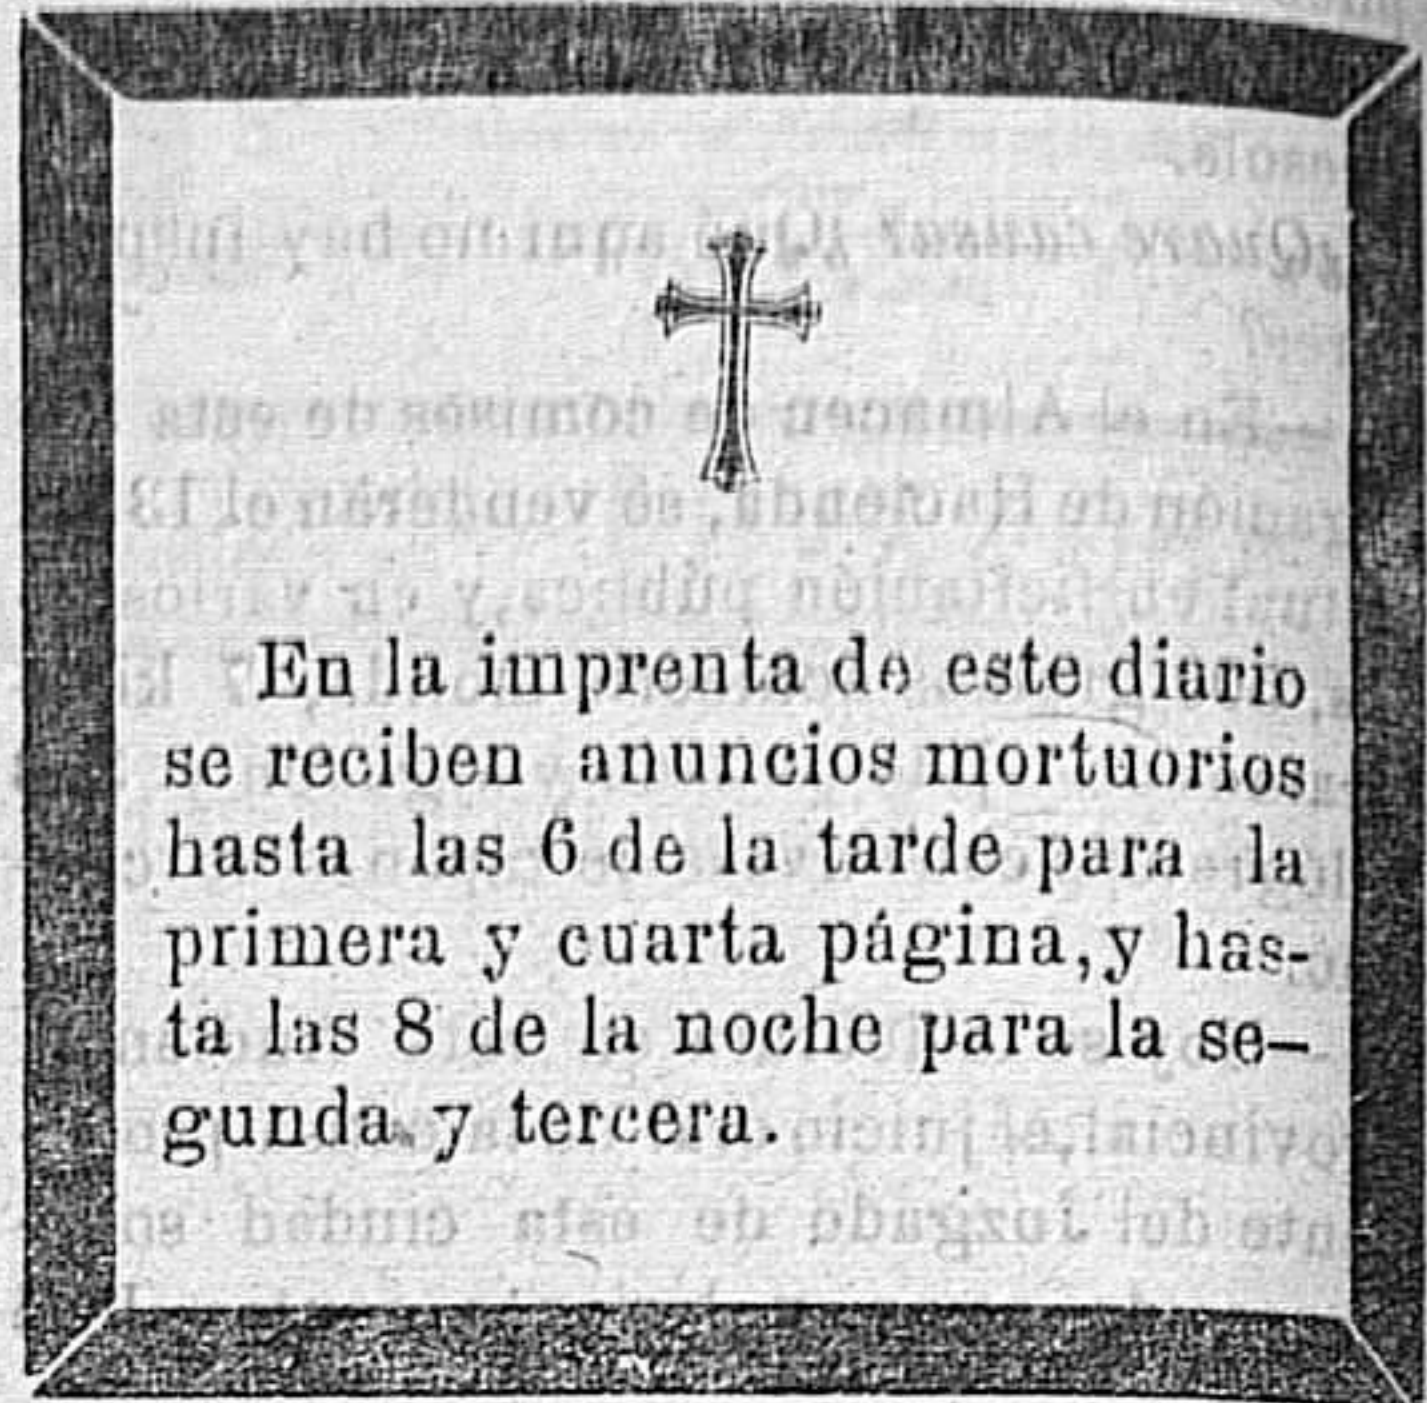 En la imprenta de este diario
se reciben anuncios mortuorios
hasta las 6 de la tarde para la
primera y cuarta página, y has-
ta las 8 de la noche para la se-
gunda y tercera.